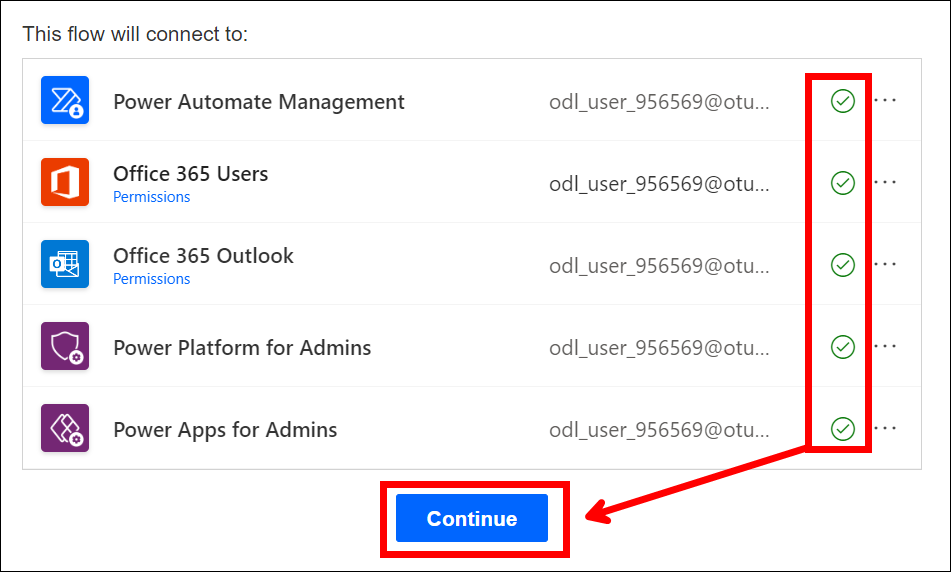 This flow will connect to:
Power Automate Management odl_user_956569@otu... ...
Office 365 Users odl_user_956569@otu... ...
Permissions
Office 365 Outlook odl_user_956569@otu... ...
Permissions
Power Platform for Admins odl_user_956569@otu... ...
Power Apps for Admins odl_user_956569@otu... ...
Continue